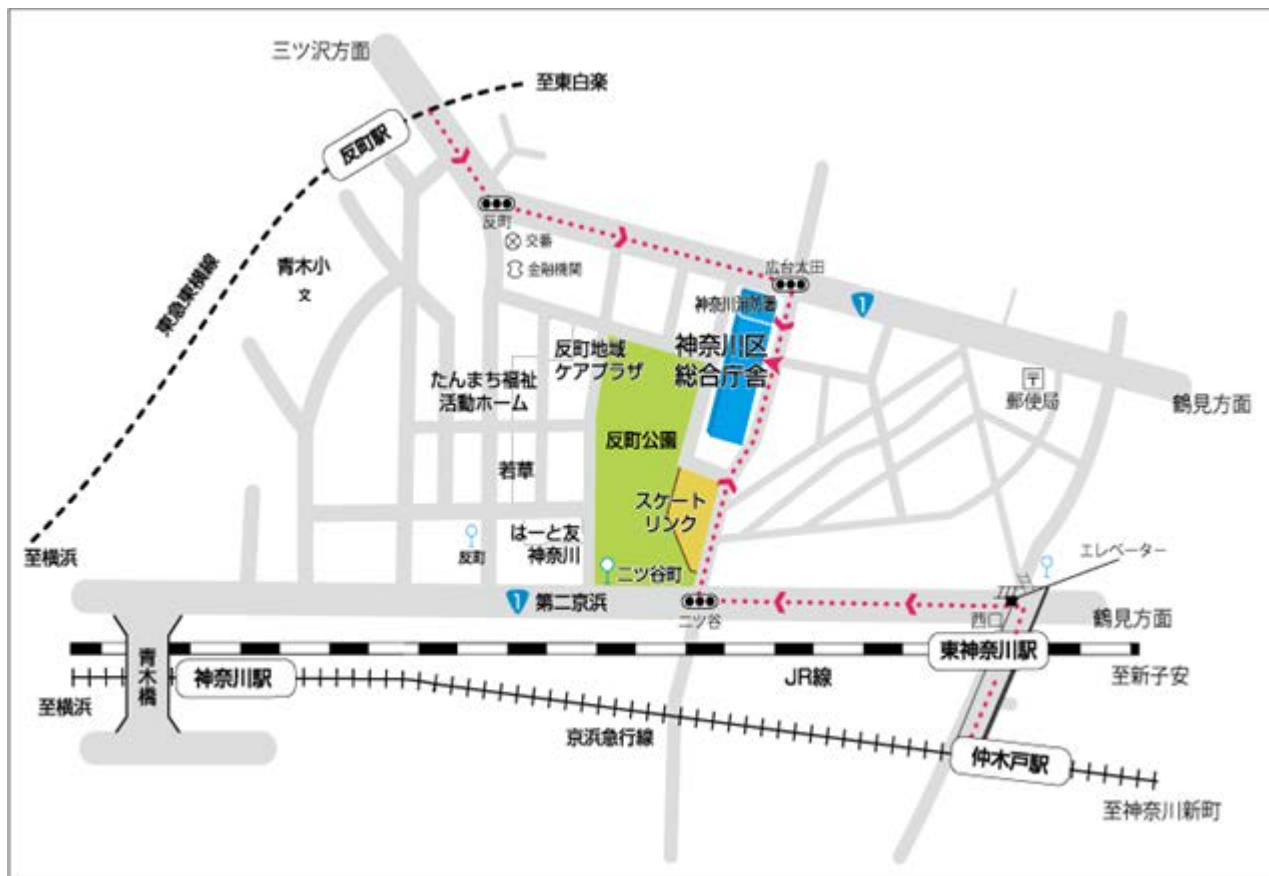 三ツ沢方面
至東白楽
反町駅
反町
交番
金融機関
東急東横線
青木小
文
広台太田
神奈川消防署
1
神奈川区
総合庁舎
反町地域
ケアプラザ
たんまち福祉
活動ホーム
〒
郵便局
鶴見方面
反町公園
若草
スケート
リンク
はーと友
神奈川
反町
二ツ谷町
至横浜
エレベーター
1
第二京浜
二ツ谷
西口
鶴見方面
青木橋
神奈川駅
東神奈川駅
JR線
至新子安
至横浜
京浜急行線
仲木戸駅
至神奈川新町